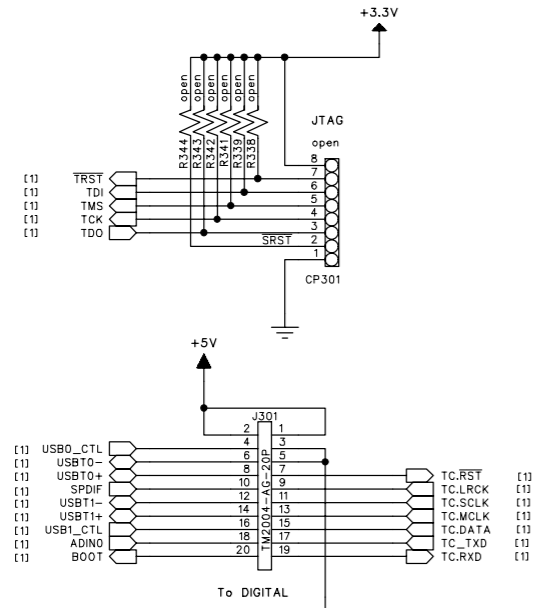 +3.3V
open open open open open open
R344 R343 R342 R341 R339 R338
JTAG
open
8
[1] TRST 7
[1] TDI 6
[1] TMS 5
[1] TCK 4
[1] TDO 3
SRST 2
1
CP301
+5V
J301
2 1
[1] USB0_CTL 4 3
[1] USBT0- 6 5
[1] USBT0+ 8 7 TC.RST [1]
[1] SPDIF 10 9 TC.LRCK [1]
[1] USBT1- 12 11 TC.SCLK [1]
[1] USBT1+ 14 13 TC.MCLK [1]
[1] USB1_CTL 16 15 TC.DATA [1]
[1] ADIN0 18 17 TC_TXD [1]
[1] BOOT 20 19 TC.RXD [1]
TM2004-AG-20P
To DIGITAL